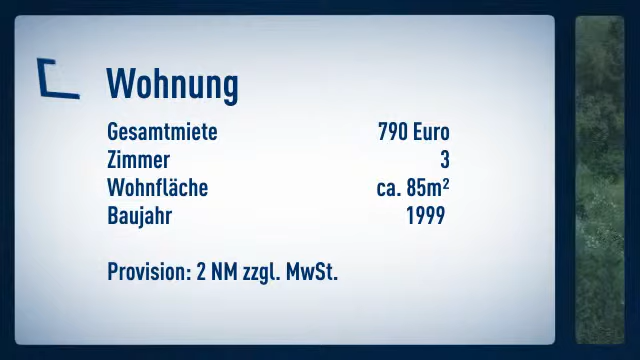 Wohnung
Gesamtmiete 790 Euro
Zimmer 3
Wohnfläche ca. 85m²
Baujahr 1999
Provision: 2 NM zzgl. MwSt.